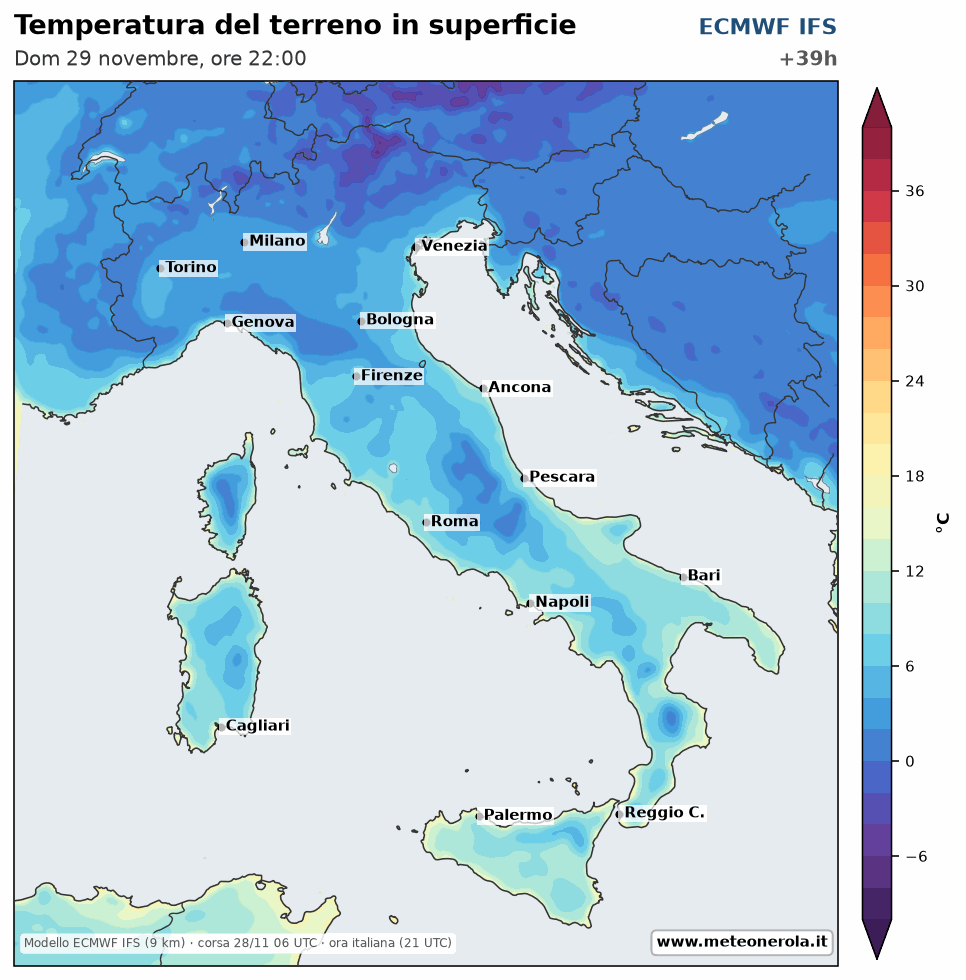 Temperatura del terreno in superficie
ECMWF IFS
Dom 29 novembre, ore 22:00
+39h
Milano
Venezia
Torino
Genova
Bologna
Firenze
Ancona
Pescara
Roma
Bari
Napoli
Cagliari
Palermo
Reggio C.
36
30
24
18
12
6
0
−6
°C
Modello ECMWF IFS (9 km) · corsa 28/11 06 UTC · ora italiana (21 UTC)
www.meteonerola.it